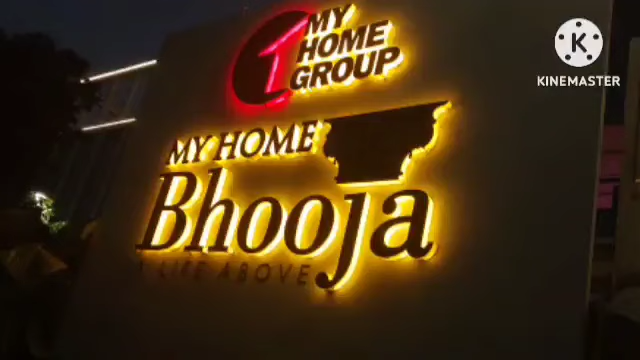 MY
HOME
GROUP
K
KINEMASTER
MY HOME
Bhooja
A LIFE ABOVE